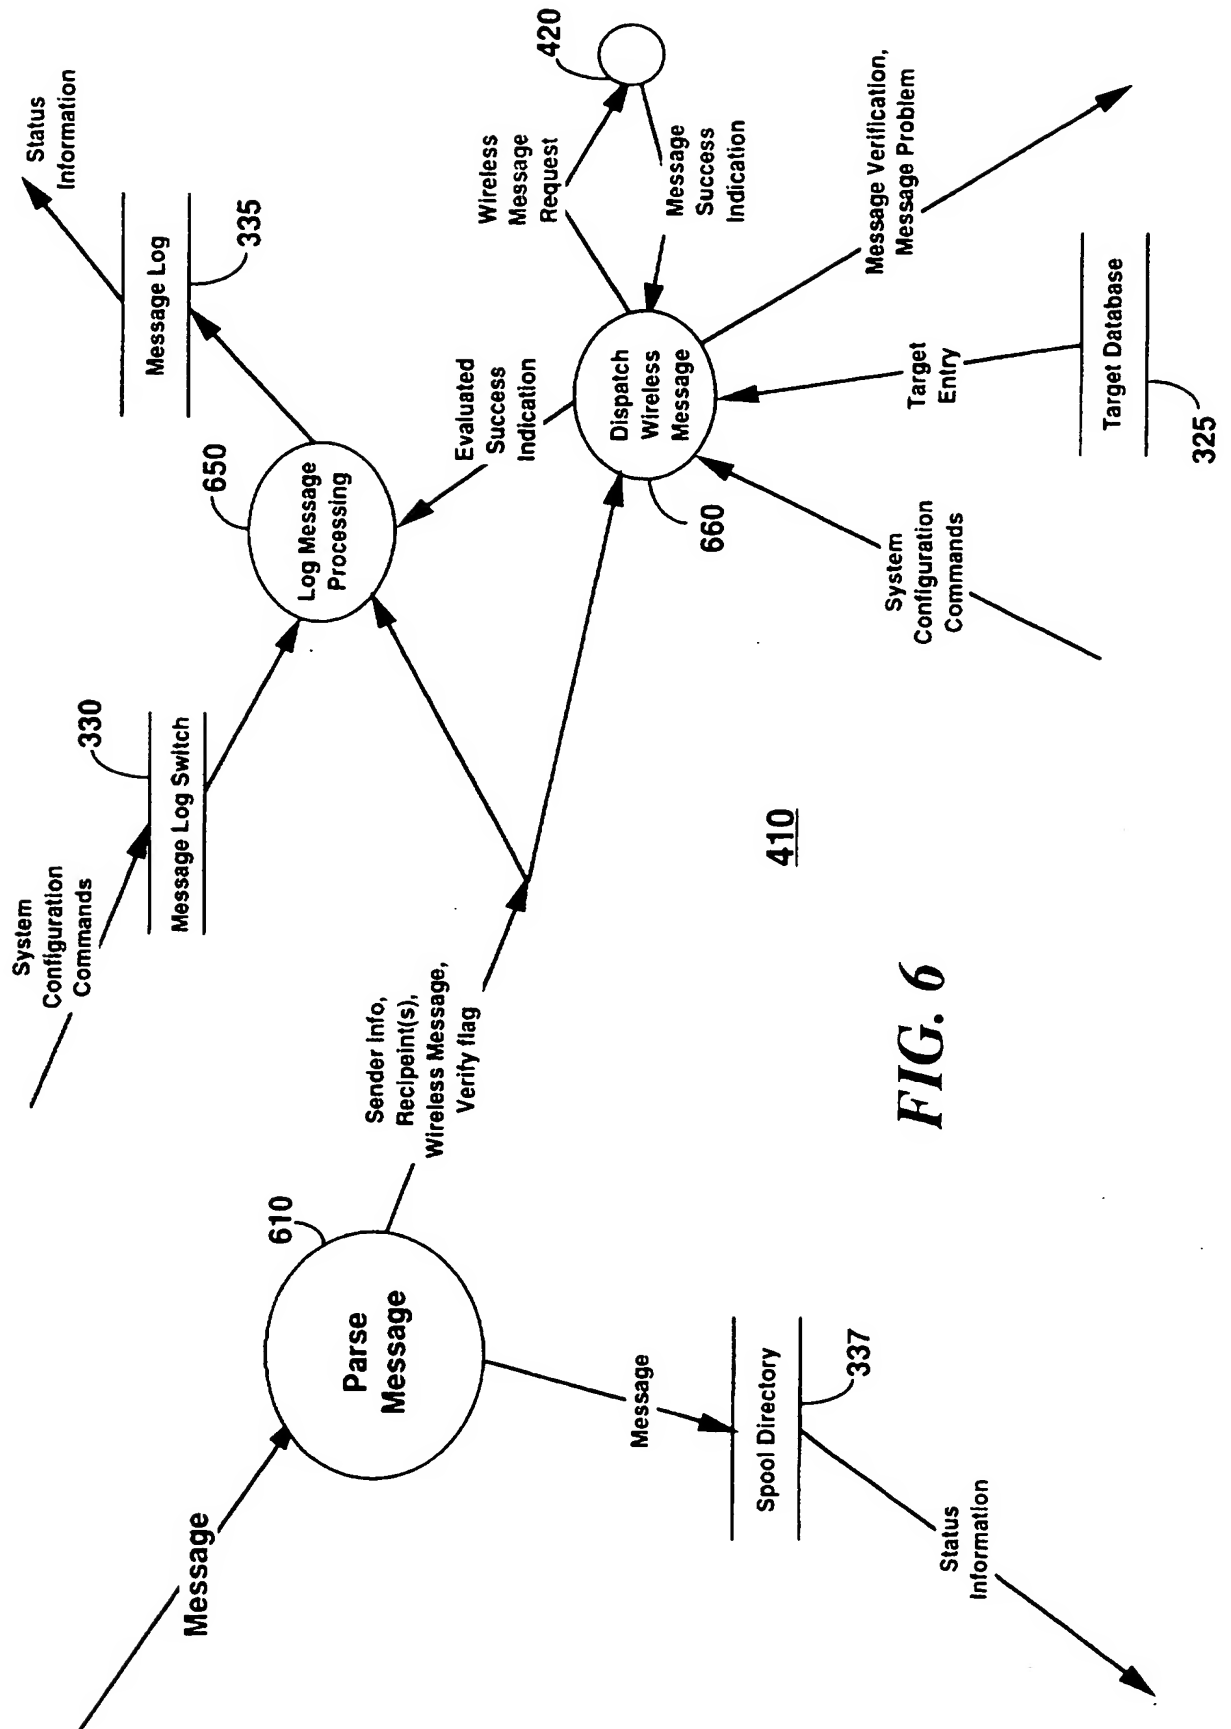 Message
Parse
Message
610
Message
Spool Directory
337
Status
Information
Sender Info,
Recipeint(s),
Wireless Message,
Verify flag
System
Configuration
Commands
Message Log Switch
330
Log Message
Processing
650
Message Log
335
Status
Information
Evaluated
Success
Indication
Dispatch
Wireless
Message
660
Wireless
Message
Request
420
Message
Success
Indication
Message Verification,
Message Problem
Target
Entry
Target Database
325
System
Configuration
Commands
410
FIG. 6